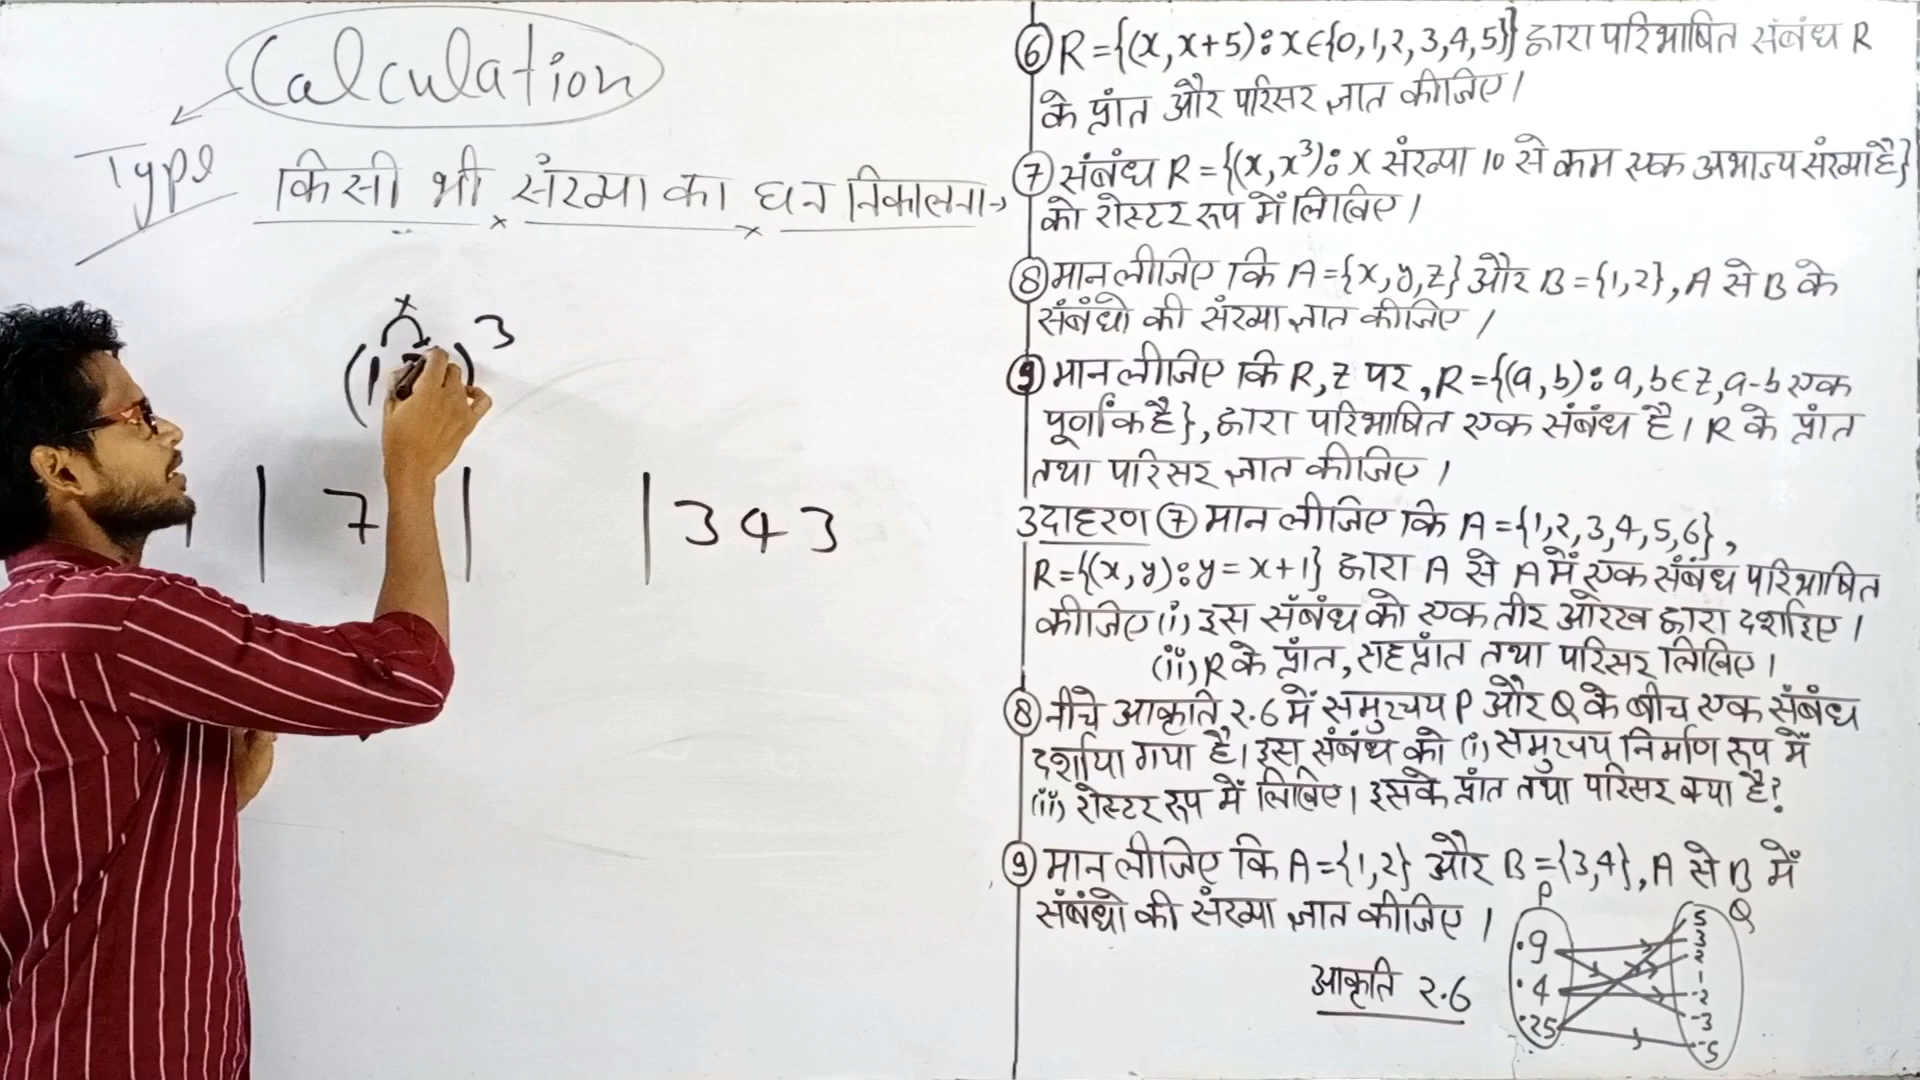 Calculation
Type किसी भी संख्या का घन निकालना→
(1 )³
| 7 | | 343
⑥ R={(x,x+5):x∈{0,1,2,3,4,5}} द्वारा परिभाषित संबंध R
के प्रांत और परिसर ज्ञात कीजिए।
⑦ संबंध R={(x,x³):x संख्या 10 से कम एक अभाज्य संख्या है}
को रोस्टर रूप में लिखिए।
⑧ मान लीजिए कि A={x,y,z} और B={1,2}, A से B के
संबंधो की संख्या ज्ञात कीजिए।
⑨ मान लीजिए कि R,Z पर, R={(a,b):a,b∈Z,a-b एक
पूर्णांक है}, द्वारा परिभाषित एक संबंध है। R के प्रांत
तथा परिसर ज्ञात कीजिए।
उदाहरण ⑦ मान लीजिए कि A={1,2,3,4,5,6},
R={(x,y):y=x+1} द्वारा A से A में एक संबंध परिभाषित
कीजिए (i) इस संबंध को एक तीर आरेख द्वारा दर्शाइए।
(ii) R के प्रांत, सहप्रांत तथा परिसर लिखिए।
⑧ नीचे आकृति 2.6 में समुच्चय P और Q के बीच एक संबंध
दर्शाया गया है। इस संबंध को (i) समुच्चय निर्माण रूप में
(ii) रोस्टर रूप में लिखिए। इसके प्रांत तथा परिसर क्या है?
⑨ मान लीजिए कि A={1,2} और B={3,4}, A से B में
संबंधो की संख्या ज्ञात कीजिए।
आकृति 2.6
P
.9
.4
.25
Q
5
3
2
1
-2
-3
-5